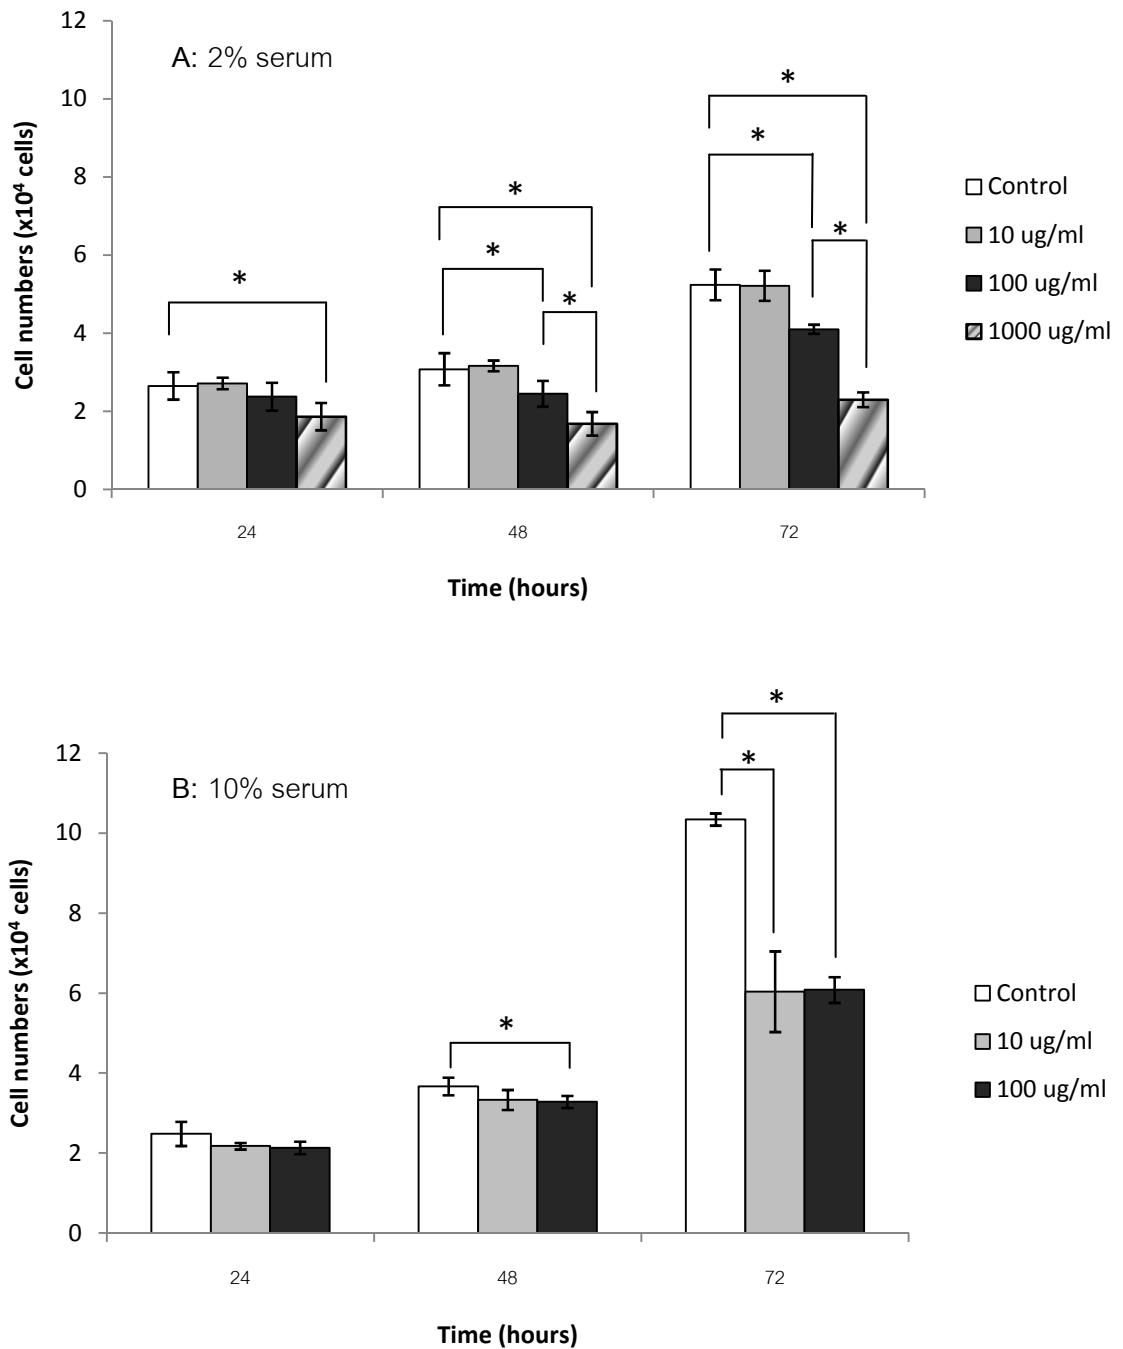 12
A: 2% serum
*
10
*
8
*
*
*
*
*
6
4
2
0
Cell numbers (x10⁴ cells)
24
48
72
Time (hours)
Control
10 ug/ml
100 ug/ml
1000 ug/ml
*
*
12
B: 10% serum
10
8
6
*
4
2
0
Cell numbers (x10⁴ cells)
24
48
72
Time (hours)
Control
10 ug/ml
100 ug/ml